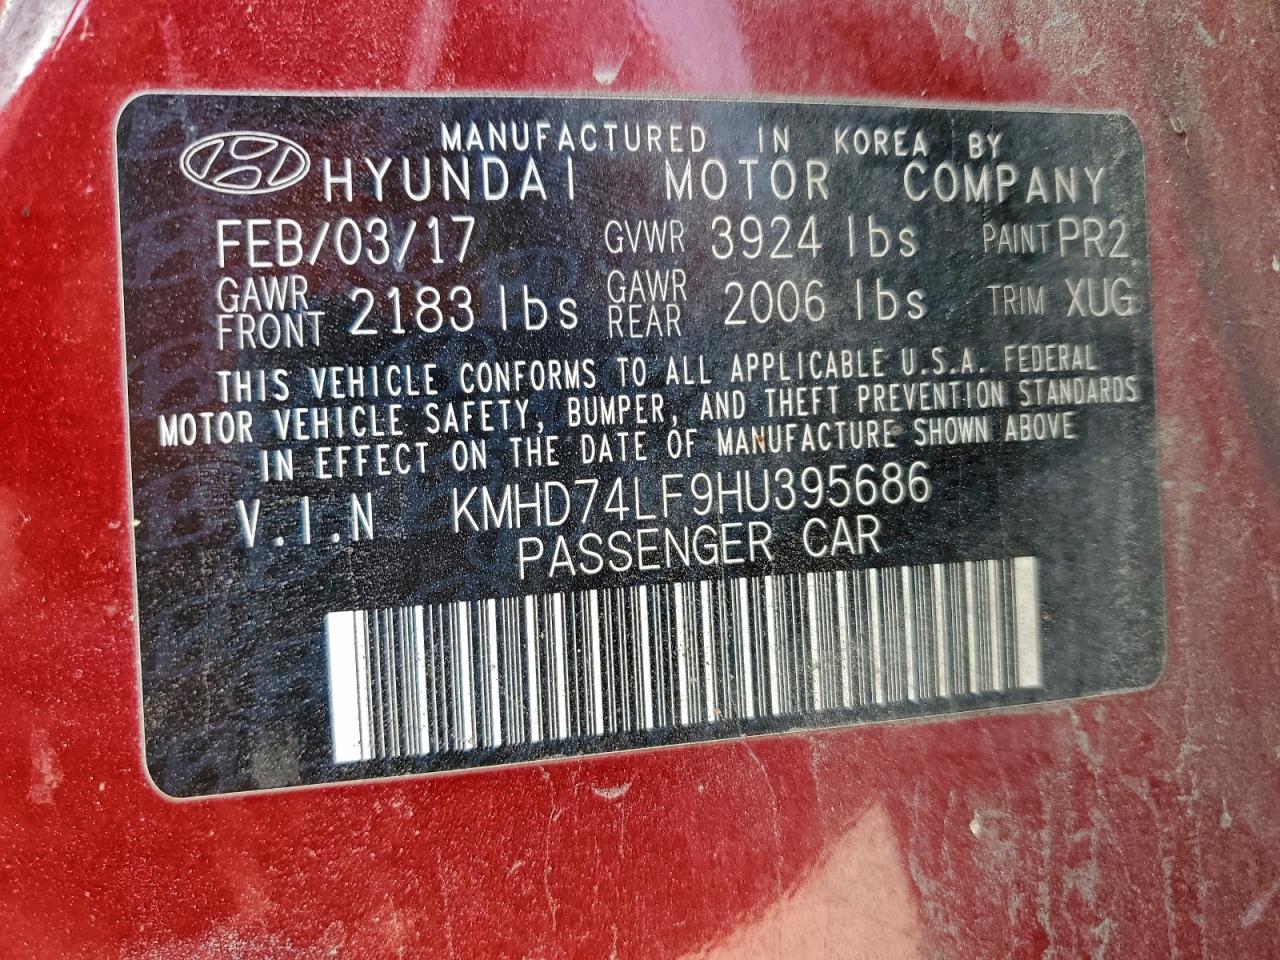 MANUFACTURED IN KOREA BY
HYUNDAI MOTOR COMPANY
FEB/03/17 GVWR 3924 lbs PAINT PR2
GAWR FRONT 2183 lbs GAWR REAR 2006 lbs TRIM XUG
THIS VEHICLE CONFORMS TO ALL APPLICABLE U.S.A. FEDERAL
MOTOR VEHICLE SAFETY, BUMPER, AND THEFT PREVENTION STANDARDS
IN EFFECT ON THE DATE OF MANUFACTURE SHOWN ABOVE
V.I.N KMHD74LF9HU395686
PASSENGER CAR